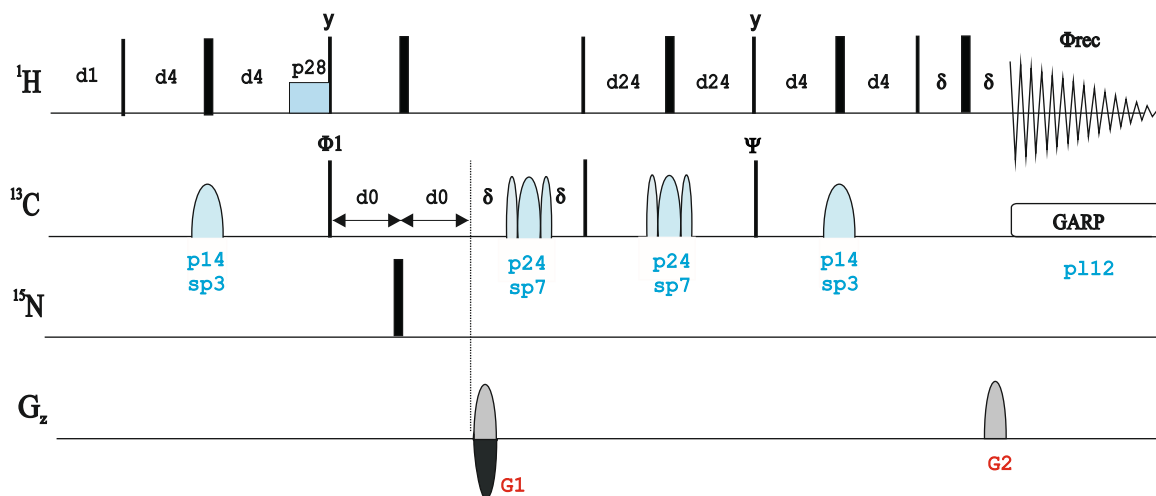 y y
Φrec
¹H d1 d4 d4 p28 d24 d24 d4 d4 δ δ
Φ1 Ψ
¹³C d0 d0 δ δ GARP
p14 p24 p24 p14 pl12
sp3 sp7 sp7 sp3
¹⁵N
Gz
G1 G2